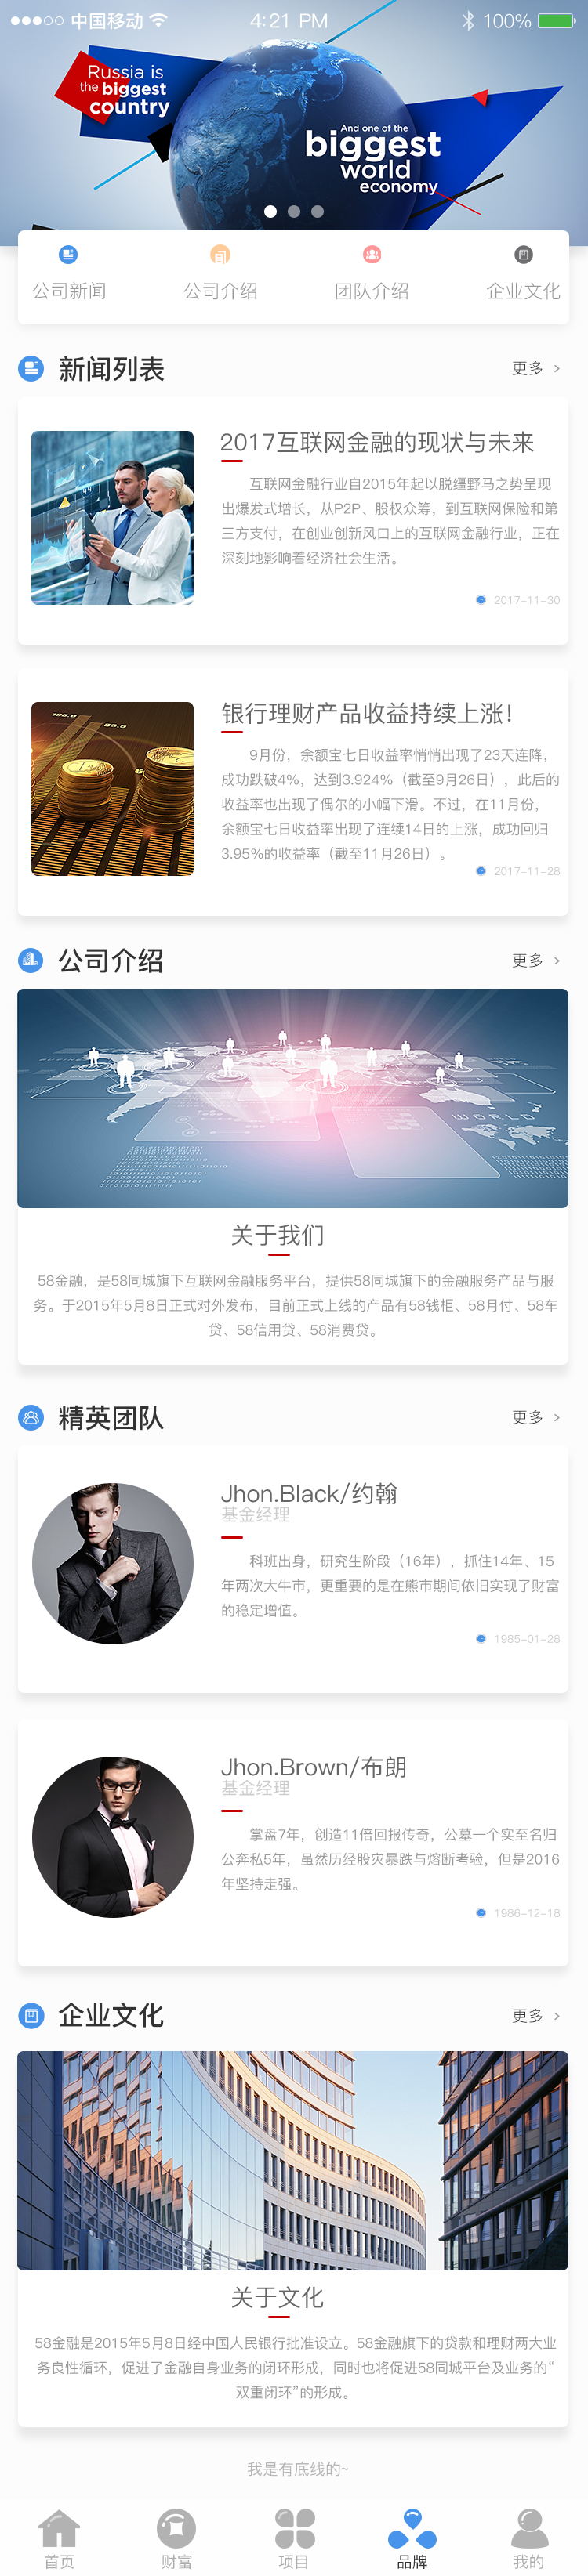 中国移动
4:21 PM
100%
Russia is
the biggest
country
And one of the
biggest
world
economy
公司新闻
公司介绍
团队介绍
企业文化
新闻列表
更多 >
2017互联网金融的现状与未来
互联网金融行业自2015年起以脱缰野马之势呈现
出爆发式增长，从P2P、股权众筹，到互联网保险和第
三方支付，在创业创新风口上的互联网金融行业，正在
深刻地影响着经济社会生活。
2017-11-30
100.6
85.5
银行理财产品收益持续上涨！
9月份，余额宝七日收益率悄悄出现了23天连降，
成功跌破4%，达到3.924%（截至9月26日），此后的
收益率也出现了偶尔的小幅下滑。不过，在11月份，
余额宝七日收益率出现了连续14日的上涨，成功回归
3.95%的收益率（截至11月26日）。
2017-11-28
公司介绍
更多 >
WORLD
关于我们
58金融，是58同城旗下互联网金融服务平台，提供58同城旗下的金融服务产品与服
务。于2015年5月8日正式对外发布，目前正式上线的产品有58钱柜、58月付、58车
贷、58信用贷、58消费贷。
精英团队
更多 >
Jhon.Black/约翰
基金经理
科班出身，研究生阶段（16年），抓住14年、15
年两次大牛市，更重要的是在熊市期间依旧实现了财富
的稳定增值。
1985-01-28
Jhon.Brown/布朗
基金经理
掌盘7年，创造11倍回报传奇，公墓一个实至名归
公奔私5年，虽然历经股灾暴跌与熔断考验，但是2016
年坚持走强。
1986-12-18
企业文化
更多 >
关于文化
58金融是2015年5月8日经中国人民银行批准设立。58金融旗下的贷款和理财两大业
务良性循环，促进了金融自身业务的闭环形成，同时也将促进58同城平台及业务的“
双重闭环”的形成。
我是有底线的~
首页
财富
项目
品牌
我的